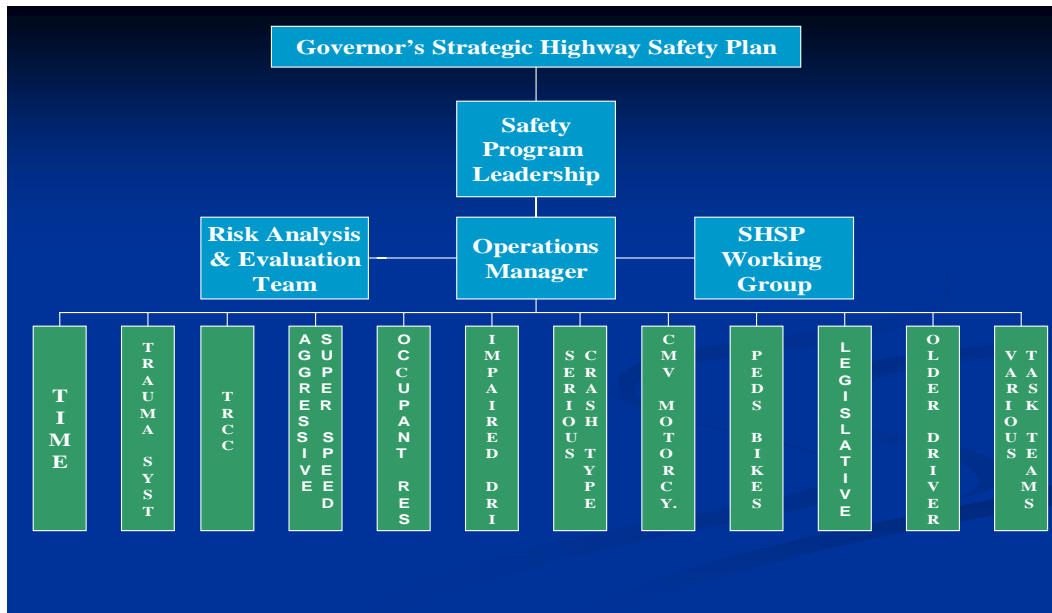 Governor's Strategic Highway Safety Plan
Safety
Program
Leadership
Risk Analysis
& Evaluation
Team
Operations
Manager
SHSP
Working
Group
TIME
TRAUMA SYST
TRCC
AGGRESSIVE
SUPER SPEED
OCCUPANT RES
IMPAIRED DRI
SERIOUS
CRASH TYPE
CMV MOTORCY.
PEDS BIKES
LEGISLATIVE
OLDER DRIVER
VARIOUS
TASK TEAMS